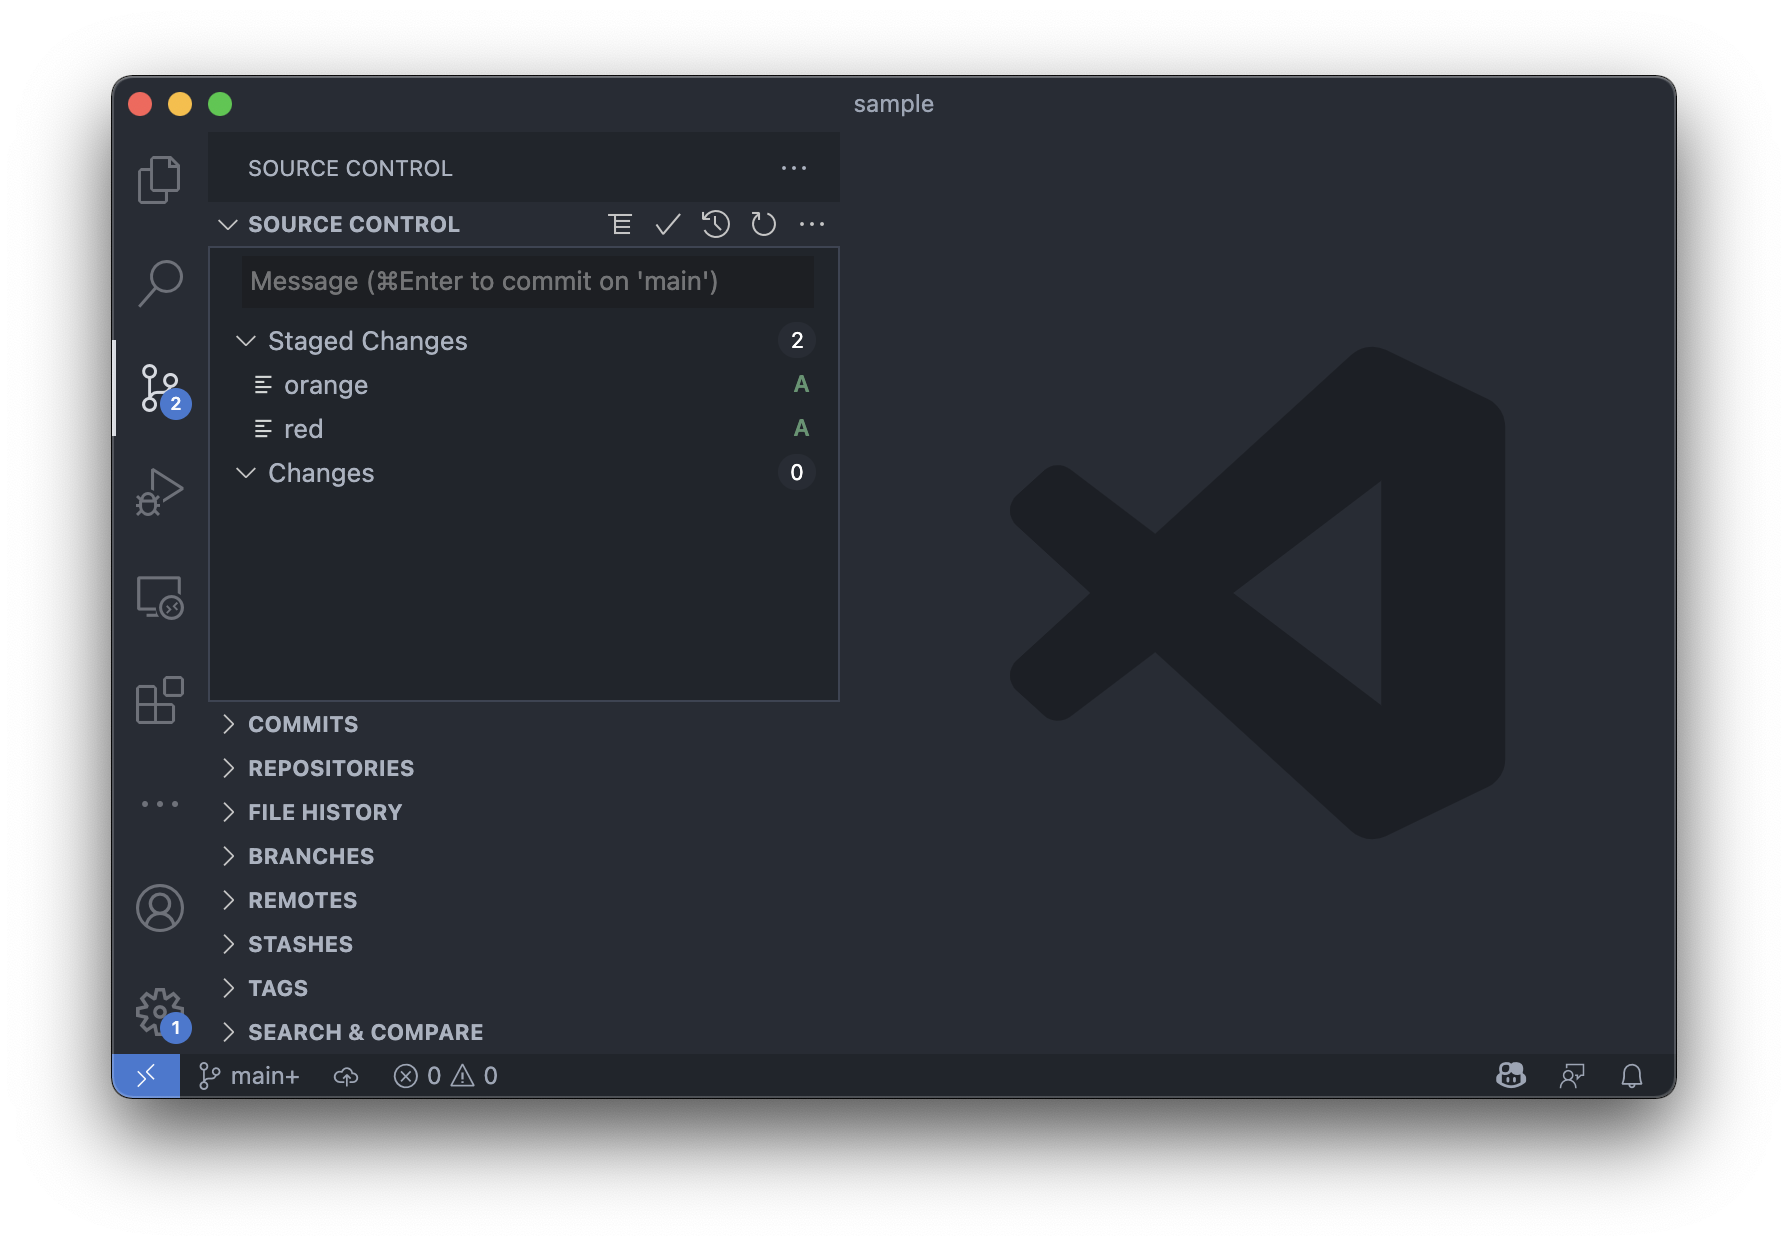 sample
SOURCE CONTROL
SOURCE CONTROL
Message (⌘Enter to commit on 'main')
Staged Changes 2
orange A
red A
Changes 0
2
COMMITS
REPOSITORIES
FILE HISTORY
BRANCHES
REMOTES
STASHES
TAGS
SEARCH & COMPARE
1
main+ 0 0